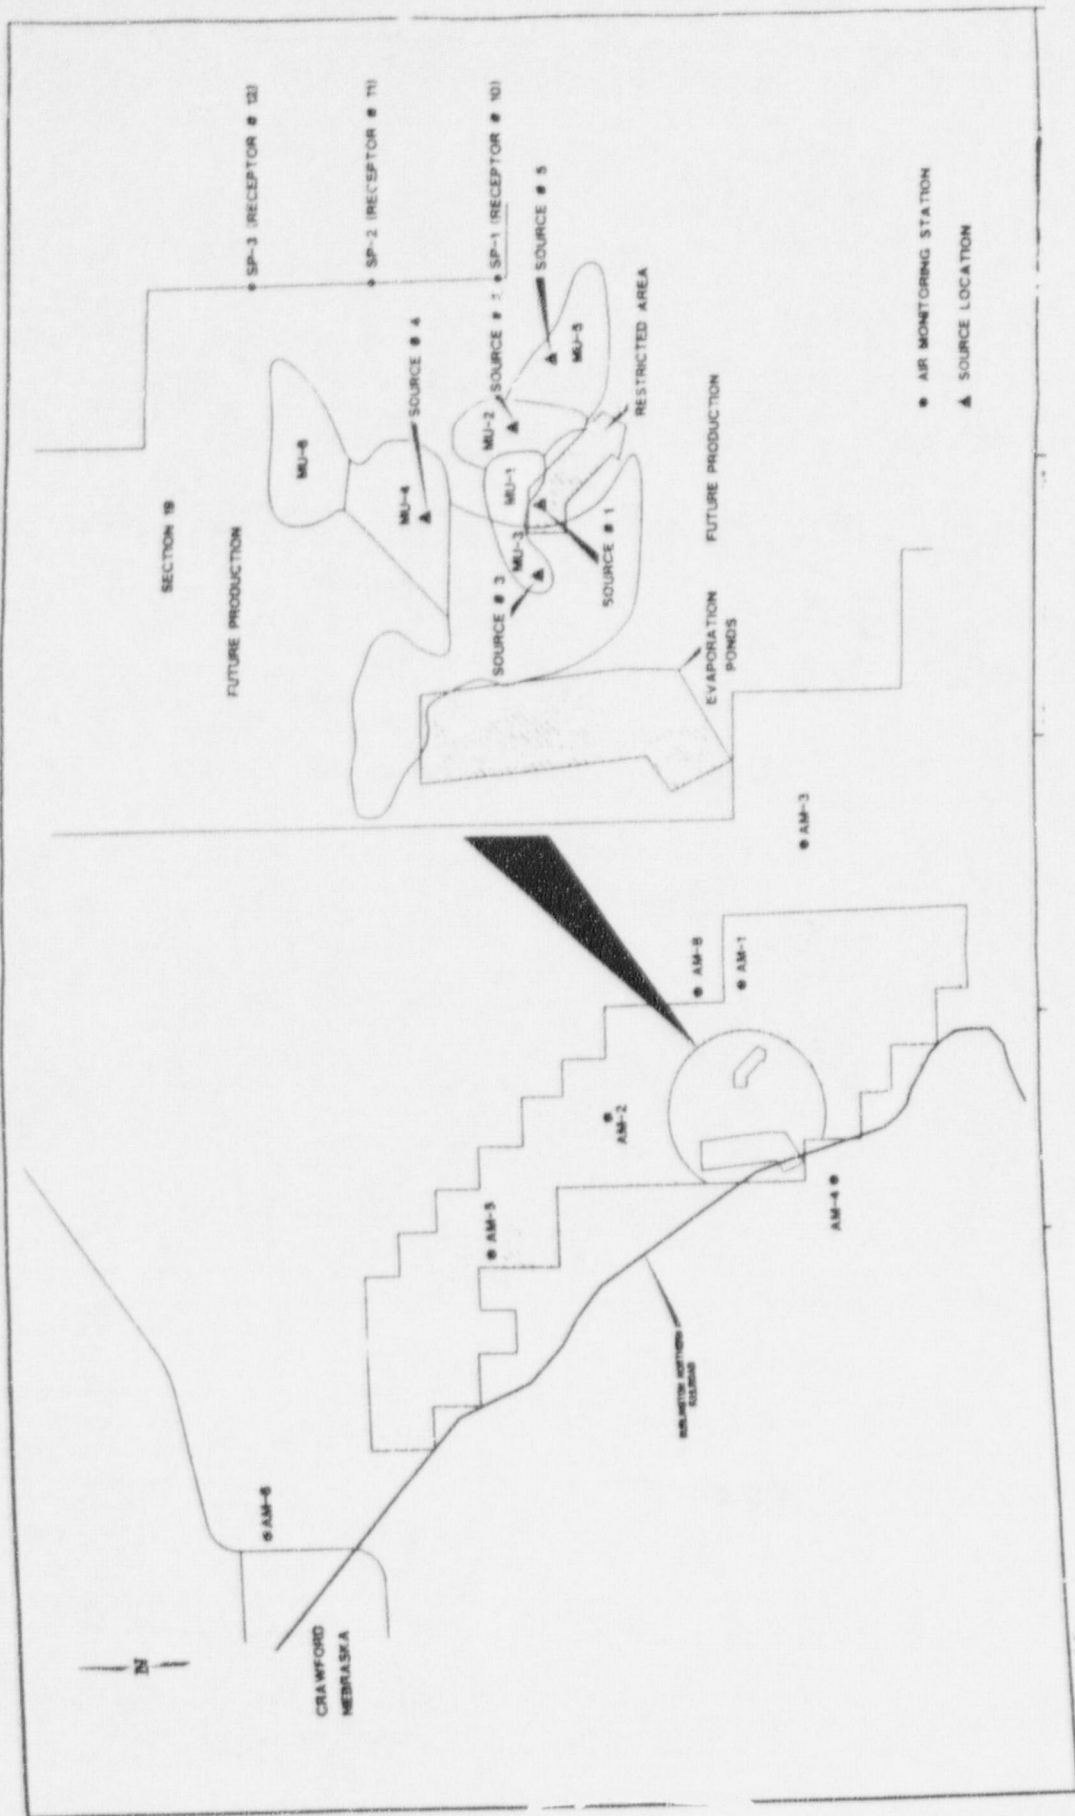 SECTION 19
FUTURE PRODUCTION
SP-3 (RECEPTOR # 12)
MU-6
SP-2 (RECEPTOR # 11)
MU-4
SOURCE # 4
SP-1 (RECEPTOR # 10)
SOURCE # 3
MU-3
MU-1
MU-2
SOURCE # 2
SOURCE # 5
MU-5
SOURCE # 1
RESTRICTED AREA
EVAPORATION
PONDS
FUTURE PRODUCTION
N
CRAWFORD
NEBRASKA
AM-6
AM-5
AM-2
AM-8
AM-1
AM-3
AM-4
BURLINGTON NORTHERN
RAILROAD
AIR MONITORING STATION
SOURCE LOCATION